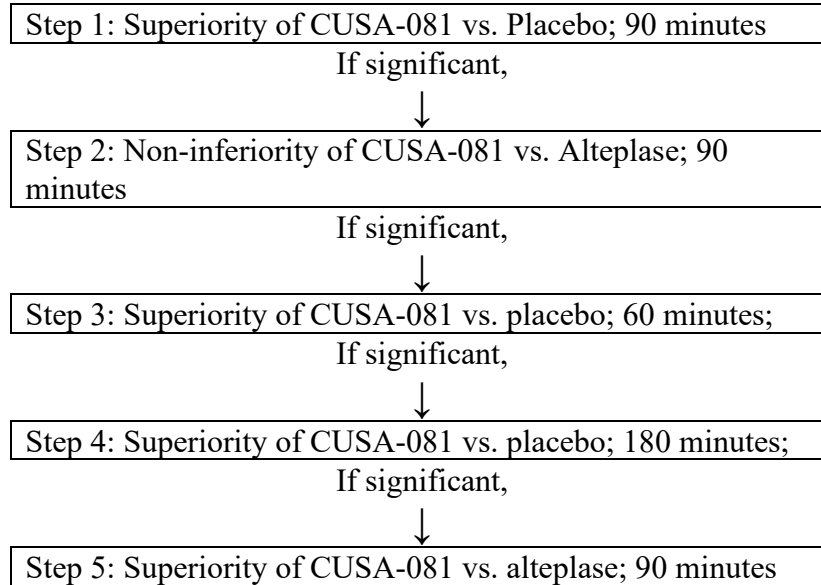 Step 1: Superiority of CUSA-081 vs. Placebo; 90 minutes
If significant,
↓
Step 2: Non-inferiority of CUSA-081 vs. Alteplase; 90
minutes
If significant,
↓
Step 3: Superiority of CUSA-081 vs. placebo; 60 minutes;
If significant,
↓
Step 4: Superiority of CUSA-081 vs. placebo; 180 minutes;
If significant,
↓
Step 5: Superiority of CUSA-081 vs. alteplase; 90 minutes